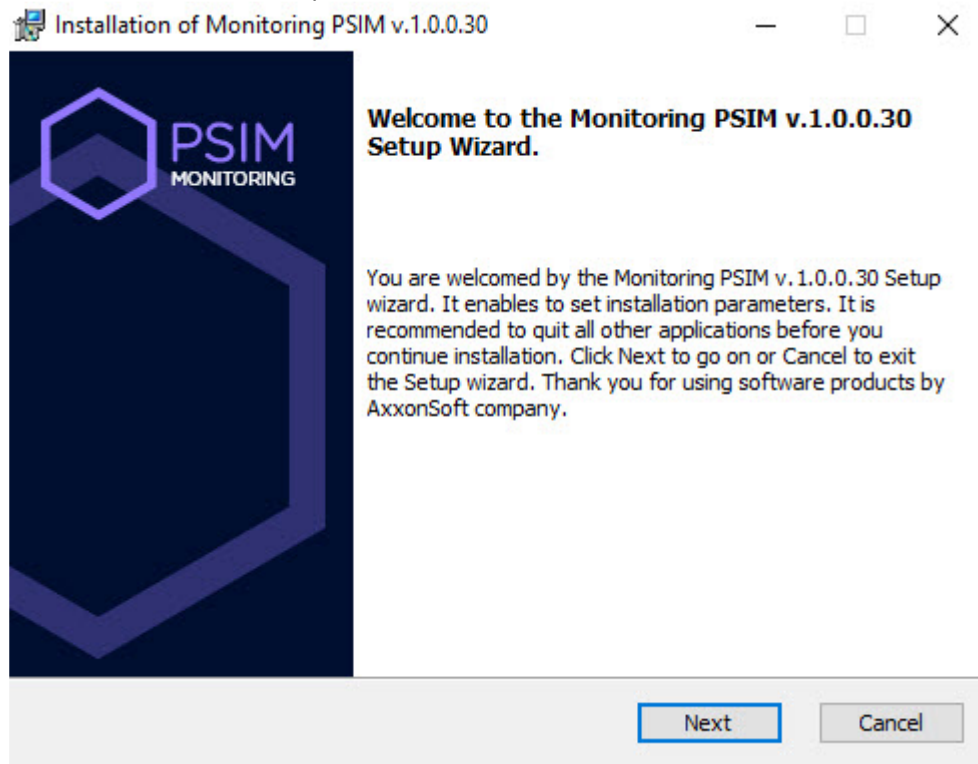 Installation of Monitoring PSIM v.1.0.0.30
PSIM
MONITORING
Welcome to the Monitoring PSIM v.1.0.0.30
Setup Wizard.
You are welcomed by the Monitoring PSIM v.1.0.0.30 Setup
wizard. It enables to set installation parameters. It is
recommended to quit all other applications before you
continue installation. Click Next to go on or Cancel to exit
the Setup wizard. Thank you for using software products by
AxxonSoft company.
Next
Cancel